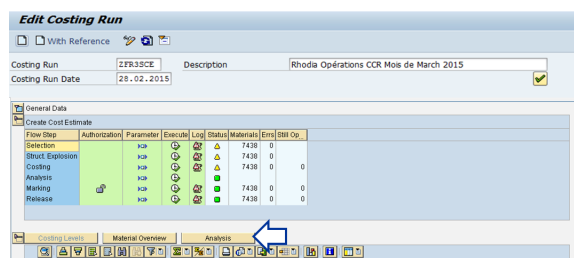 Edit Costing Run
With Reference
Costing Run ZFR3SCE Description Rhodia Opérations CCR Mois de March 2015
Costing Run Date 28.02.2015
General Data
Create Cost Estimate
Flow Step Authorization Parameter Execute Log Status Materials Errs Still Op...
Selection 7438 0
Struct. Explosion 7438 0
Costing 7438 0 0
Analysis
Marking 7438 0 0
Release 7438 0 0
Costing Levels Material Overview Analysis